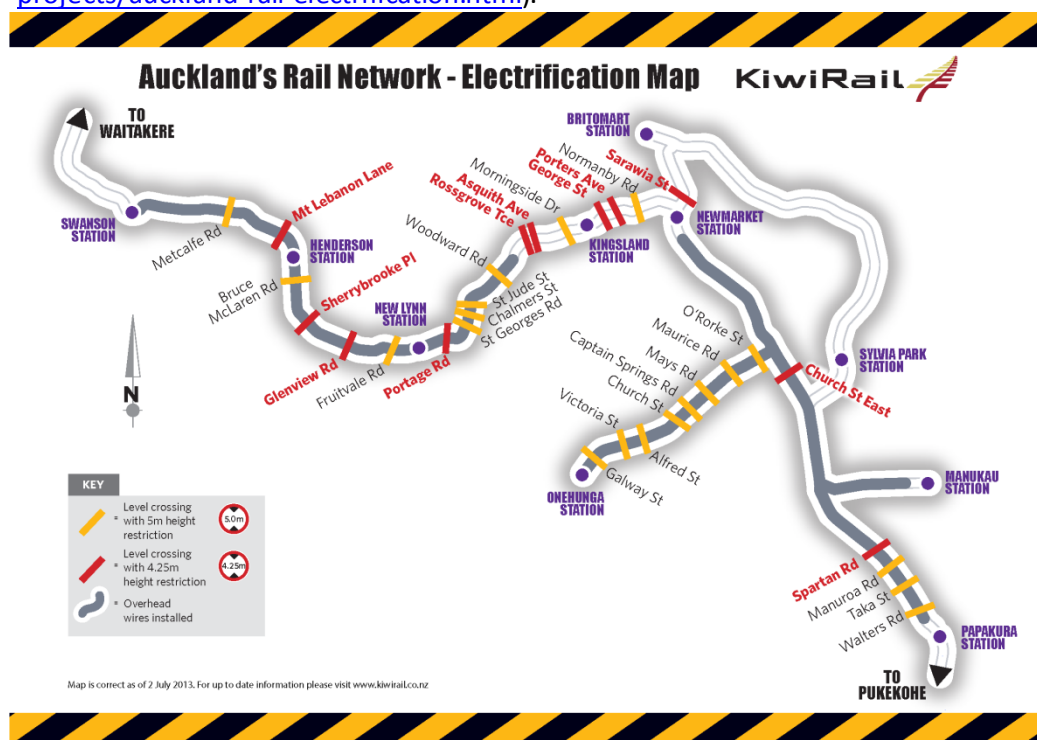 projects/auckland-rail-electrification.html).
Auckland's Rail Network - Electrification Map
KiwiRail
TO
WAITAKERE
SWANSON
STATION
Metcalfe Rd
Mt Lebanon Lane
HENDERSON
STATION
Bruce
McLaren Rd
Sherrybrooke Pl
Glenview Rd
Fruitvale Rd
NEW LYNN
STATION
Portage Rd
St Georges Rd
Chalmers St
St Jude St
Woodward Rd
Rossgrove Tce
Asquith Ave
Morningside Dr
KINGSLAND
STATION
George St
Porters Ave
Normanby Rd
Sarawia St
BRITOMART
STATION
NEWMARKET
STATION
O'Rorke St
Maurice Rd
Mays Rd
Captain Springs Rd
Church St
Victoria St
Alfred St
Galway St
ONEHUNGA
STATION
Church St East
SYLVIA PARK
STATION
MANUKAU
STATION
Spartan Rd
Manuroa Rd
Taka St
Walters Rd
PAPAKURA
STATION
TO
PUKEKOHE
N
KEY
= Level crossing
with 5m height
restriction
5.0m
= Level crossing
with 4.25m
height restriction
4.25m
= Overhead
wires installed
Map is correct as of 2 July 2013. For up to date information please visit www.kiwirail.co.nz